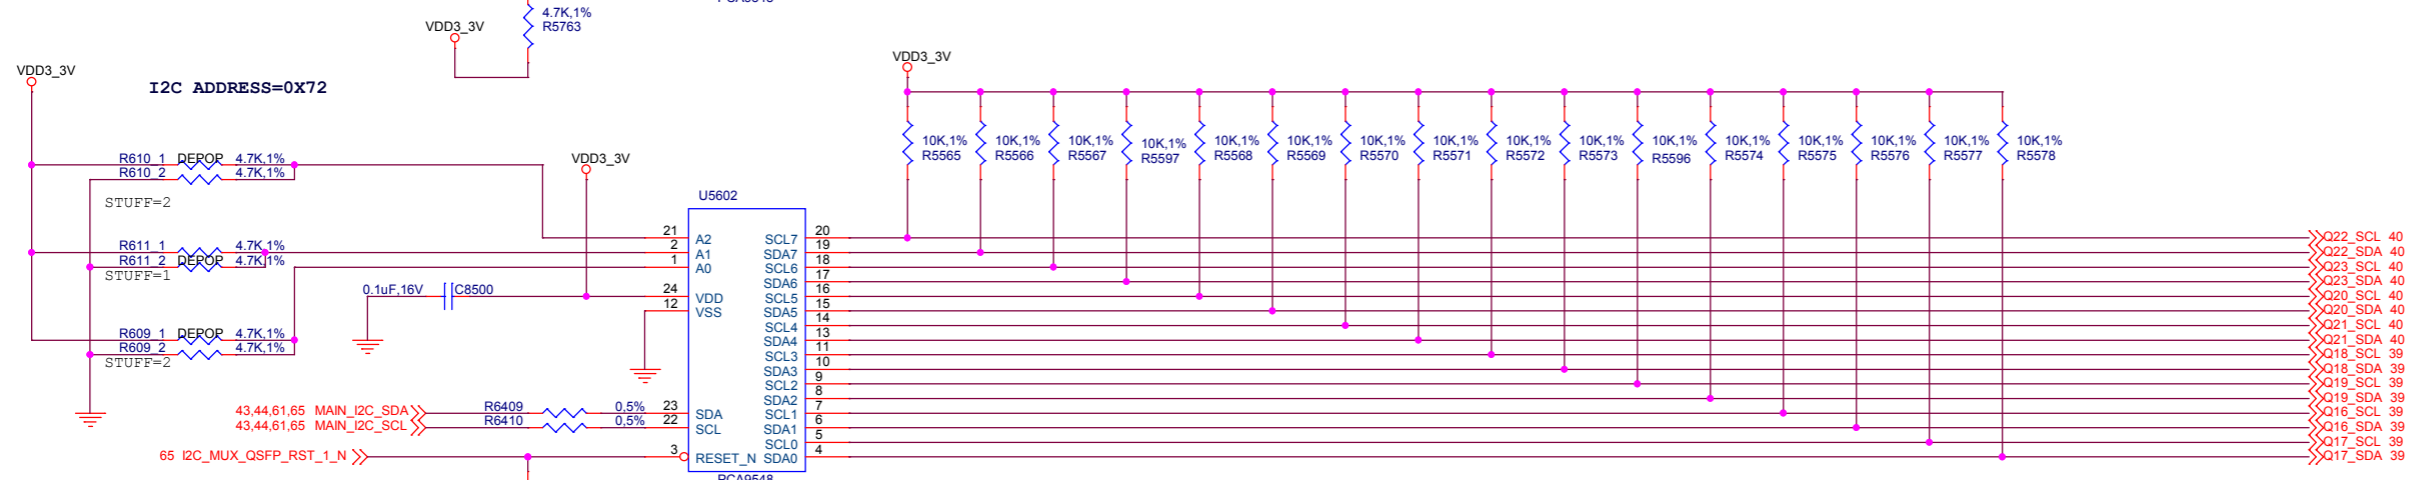 PCA9548
4.7K,1%
R5763
VDD3_3V
VDD3_3V
VDD3_3V
I2C ADDRESS=0X72
10K,1%
R5565
10K,1%
R5566
10K,1%
R5567
10K,1%
R5597
10K,1%
R5568
10K,1%
R5569
10K,1%
R5570
10K,1%
R5571
10K,1%
R5572
10K,1%
R5573
10K,1%
R5596
10K,1%
R5574
10K,1%
R5575
10K,1%
R5576
10K,1%
R5577
10K,1%
R5578
R610_1 DEPOP 4.7K,1%
R610_2 4.7K,1%
STUFF=2
VDD3_3V
U5602
R611_1 4.7K,1%
R611_2 DEPOP 4.7K,1%
STUFF=1
0.1uF,16V C8500
R609_1 DEPOP 4.7K,1%
R609_2 4.7K,1%
STUFF=2
21 A2 SCL7 20 Q22_SCL 40
2 A1 SDA7 19 Q22_SDA 40
1 A0 SCL6 18 Q23_SCL 40
SDA6 17 Q23_SDA 40
24 VDD SCL5 16 Q20_SCL 40
12 VSS SDA5 15 Q20_SDA 40
SCL4 14 Q21_SCL 40
SDA4 13 Q21_SDA 40
SCL3 11 Q18_SCL 39
SDA3 10 Q18_SDA 39
SCL2 9 Q19_SCL 39
SDA2 8 Q19_SDA 39
43,44,61,65 MAIN_I2C_SDA R6409 0,5% 23 SDA SCL1 7 Q16_SCL 39
43,44,61,65 MAIN_I2C_SCL R6410 0,5% 22 SCL SDA1 6 Q16_SDA 39
SCL0 5 Q17_SCL 39
65 I2C_MUX_QSFP_RST_1_N 3 RESET_N SDA0 4 Q17_SDA 39
PCA9548